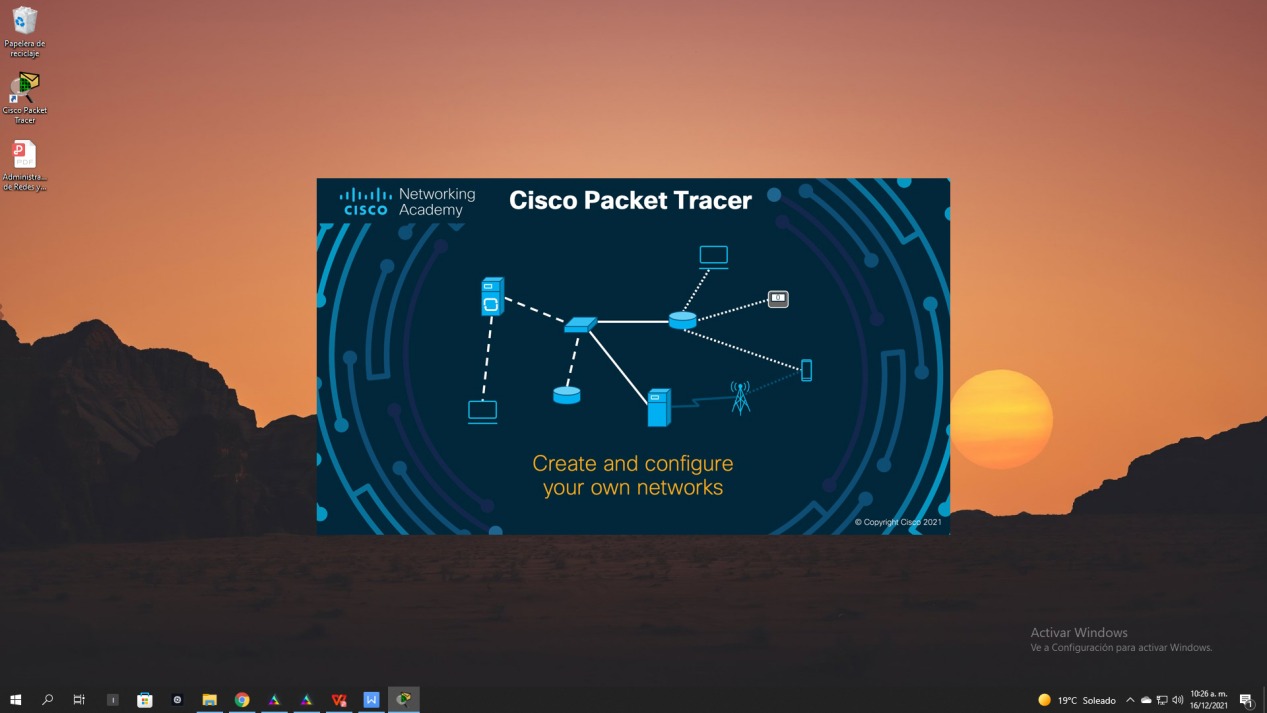 Papelera de
reciclaje
Cisco Packet
Tracer
PDF
Administra...
de Redes y...
CISCO
Networking
Academy
Cisco Packet Tracer
Create and configure
your own networks
© Copyright Cisco 2021
Activar Windows
Ve a Configuración para activar Windows.
19°C Soleado
10:26 a. m.
16/12/2021
1